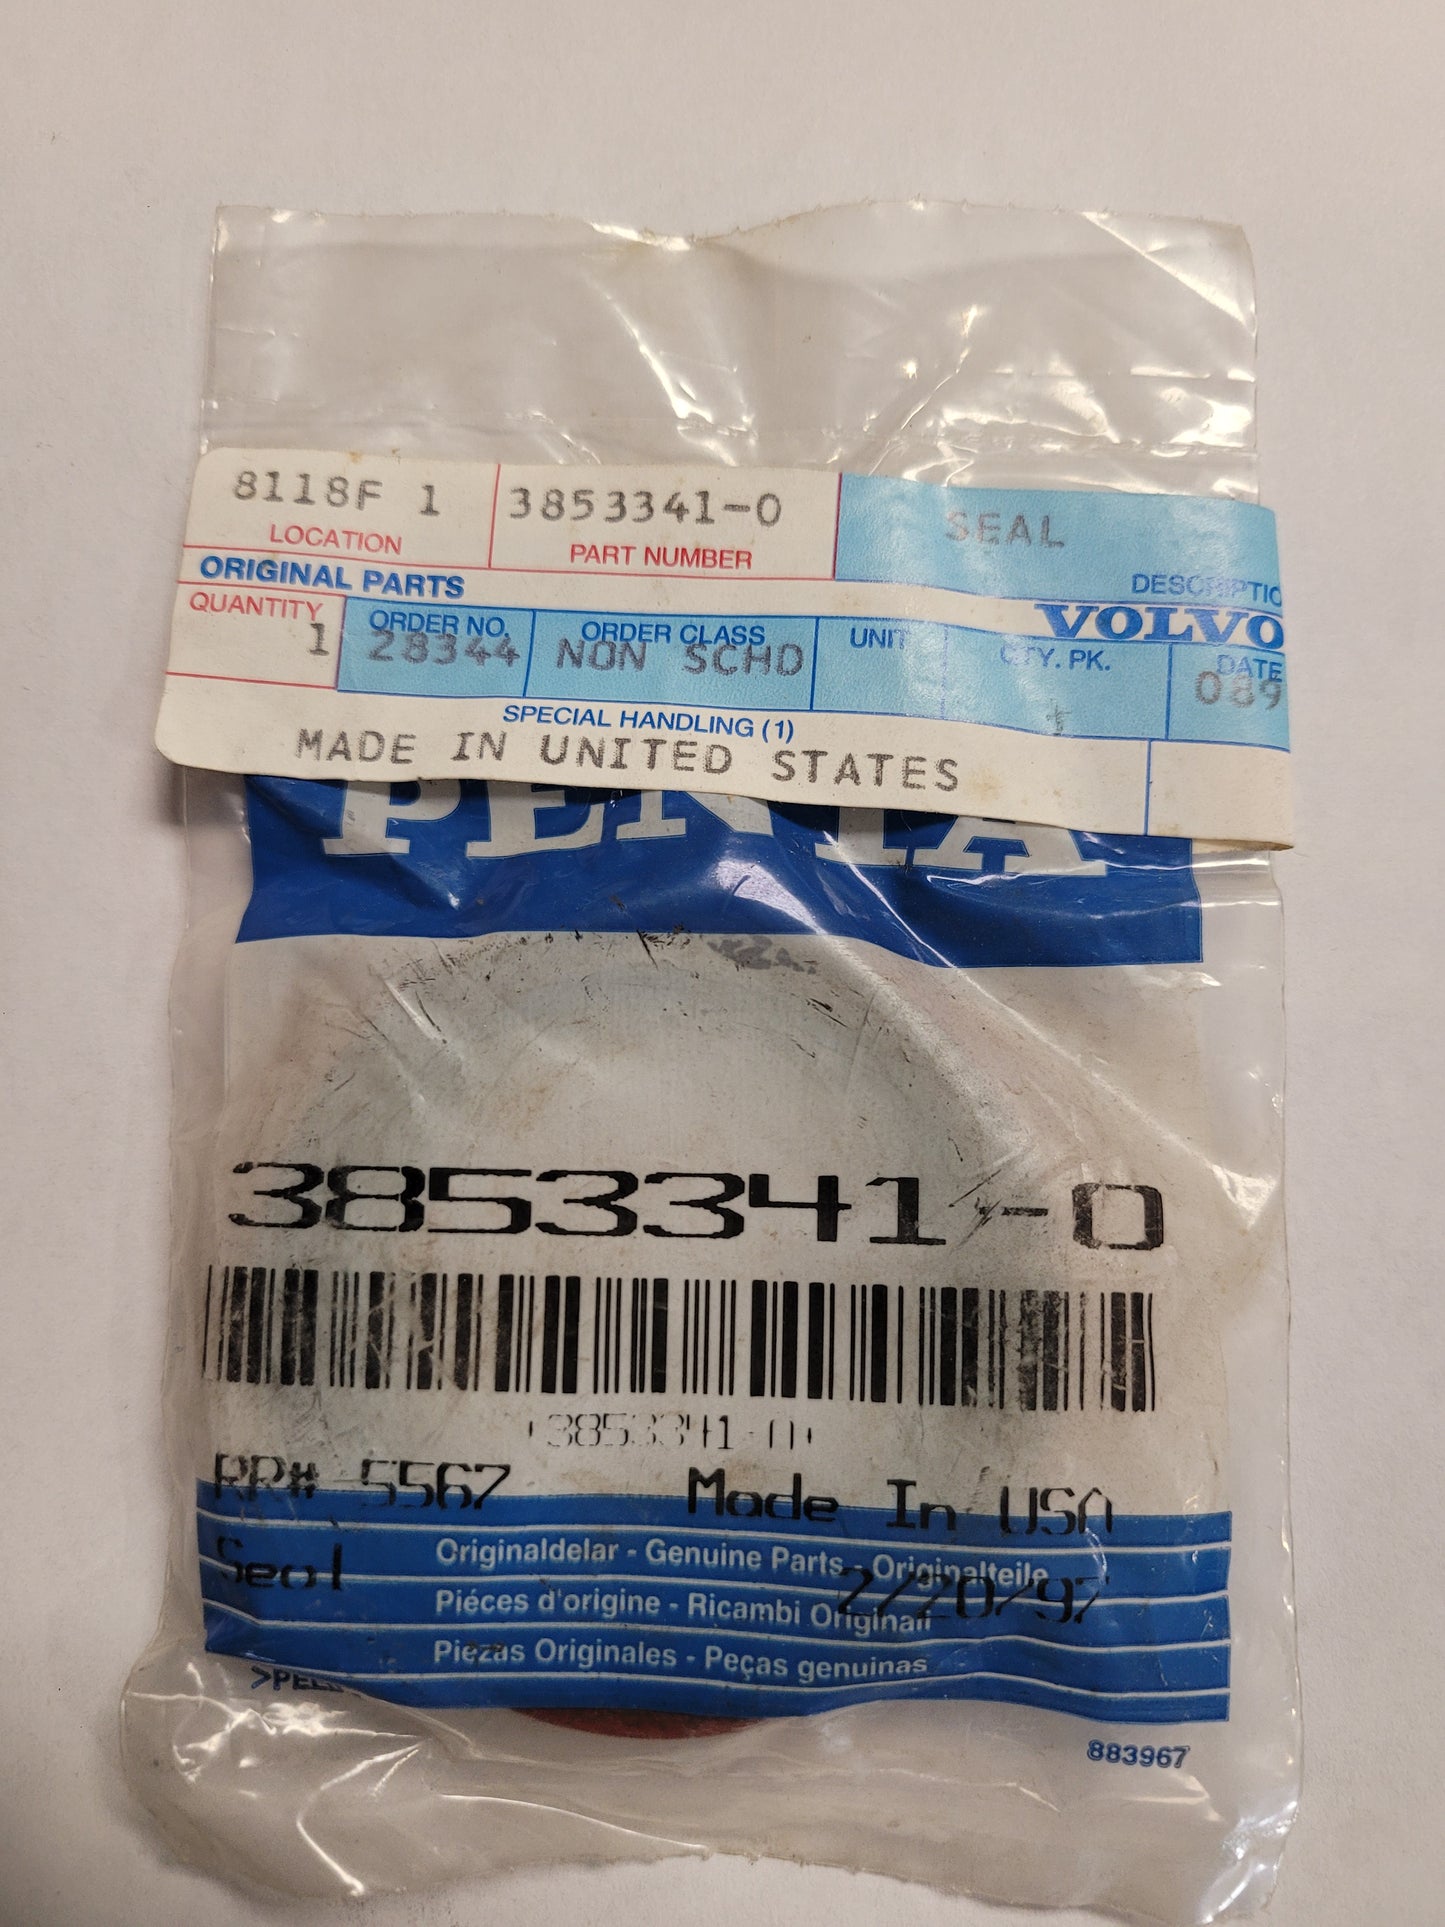 8118F 1 3853341-0 SEAL
LOCATION PART NUMBER DESCRIPTIO
ORIGINAL PARTS VOLVO
QUANTITY ORDER NO. ORDER CLASS UNIT QTY. PK. DATE
1 28344 NON SCHD 1 089
SPECIAL HANDLING (1)
MADE IN UNITED STATES
PENTA
3853341-0
3853341-0
RR# 5567 Made In USA
Seal 2/20/97
Originaldelar - Genuine Parts - Originalteile
Piéces d'origine - Ricambi Originali
Piezas Originales - Peças genuinas
883967